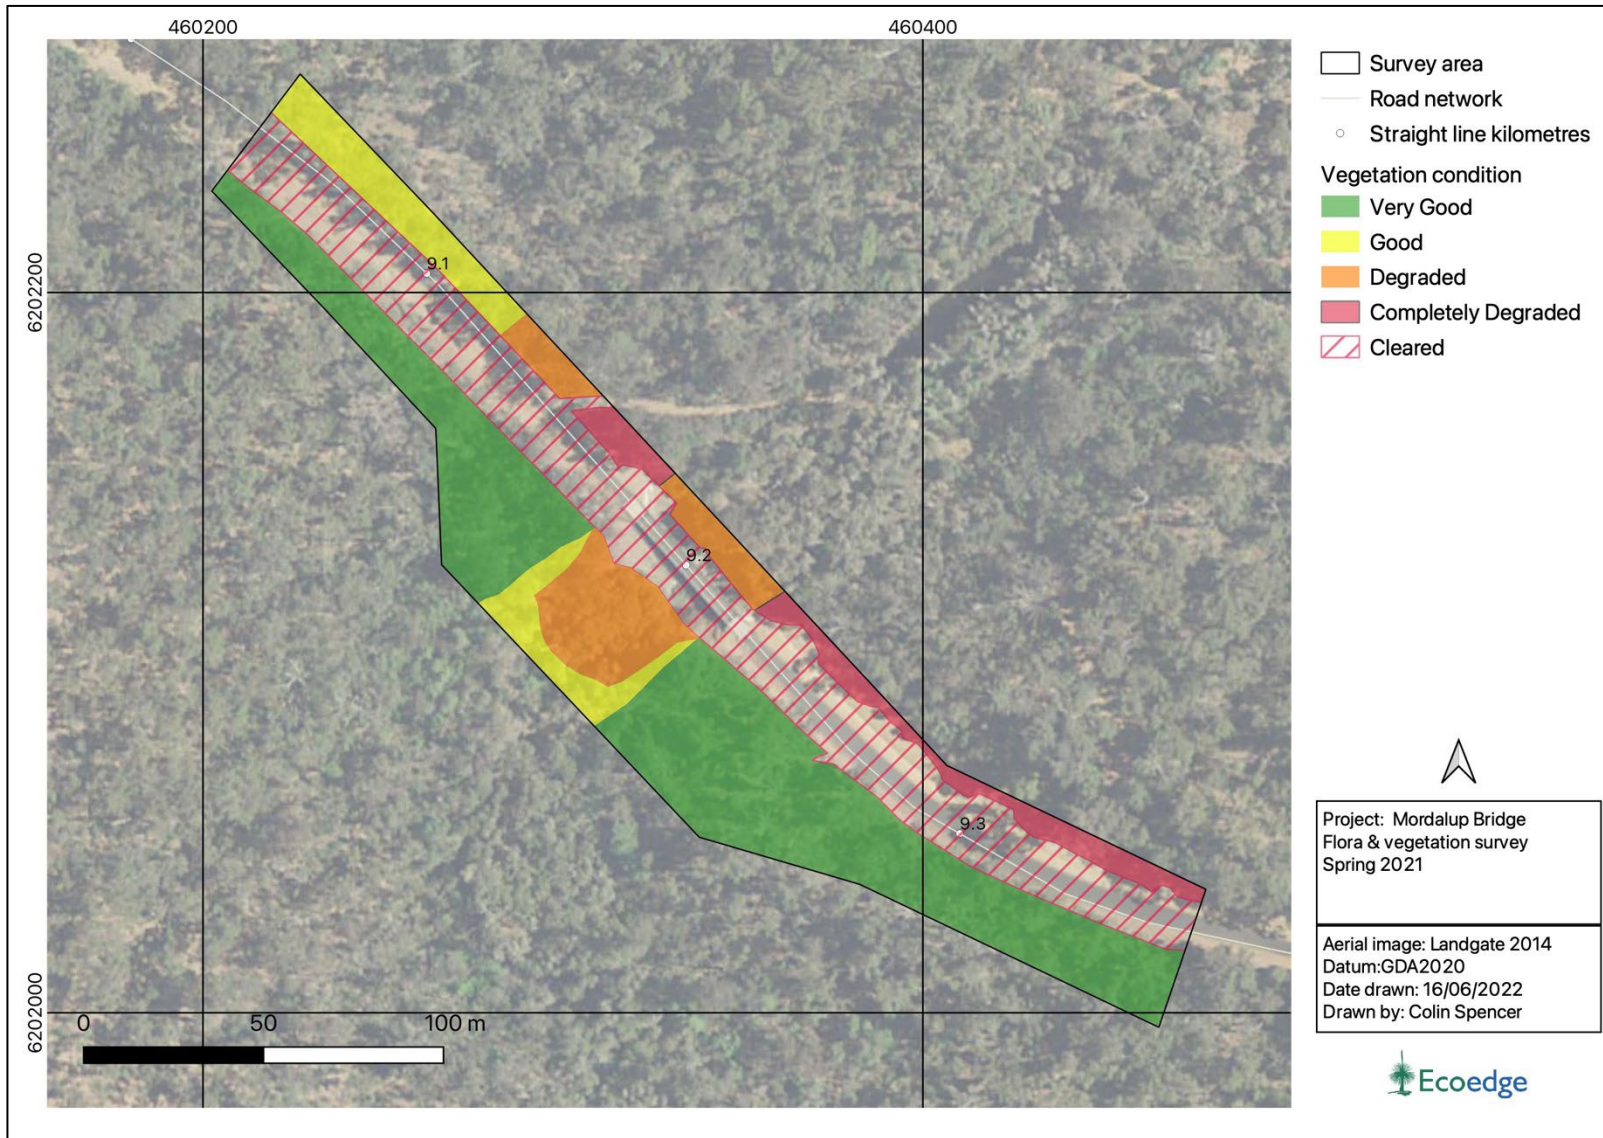 460200
460400
6202200
6202000
9.1
9.2
9.3
0 50 100 m
Survey area
Road network
Straight line kilometres
Vegetation condition
Very Good
Good
Degraded
Completely Degraded
Cleared
Project: Mordalup Bridge
Flora & vegetation survey
Spring 2021
Aerial image: Landgate 2014
Datum:GDA2020
Date drawn: 16/06/2022
Drawn by: Colin Spencer
Ecoedge